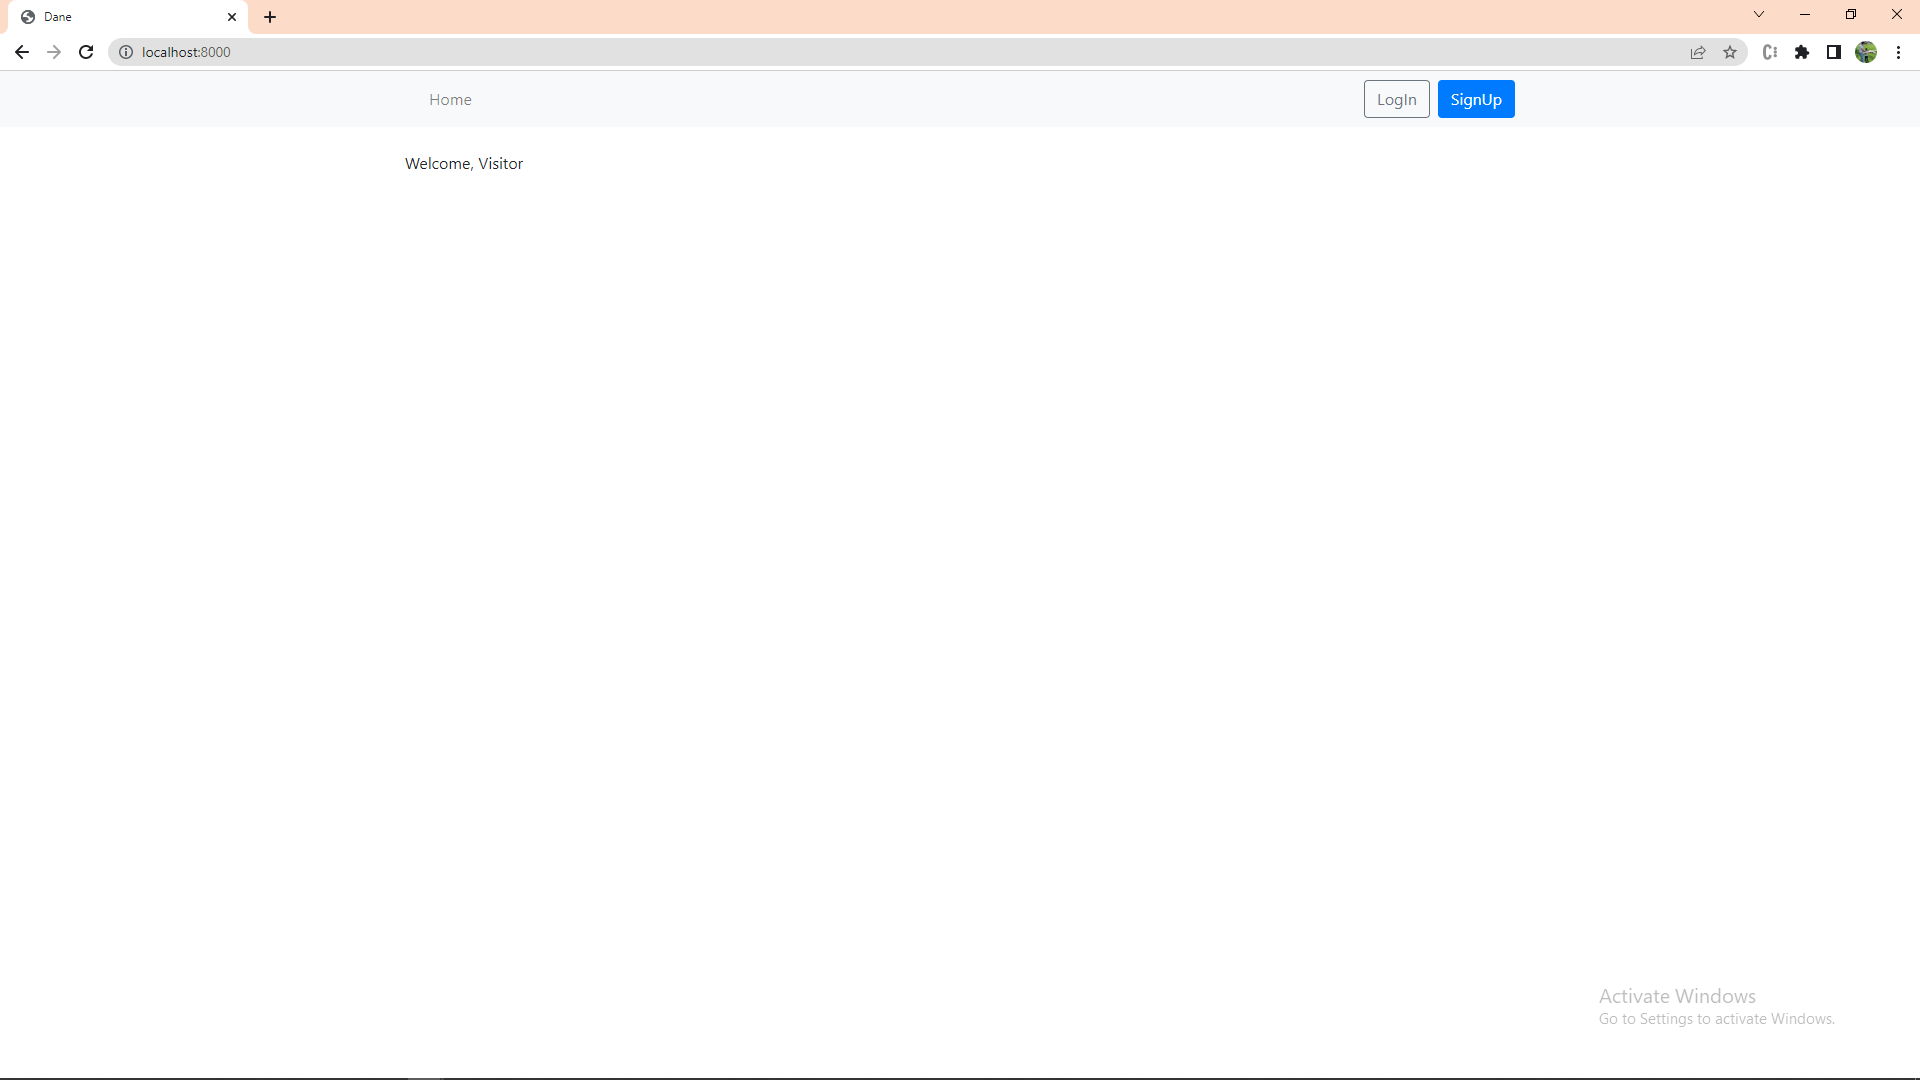 Dane
localhost:8000
Home
LogIn
SignUp
Welcome, Visitor
Activate Windows
Go to Settings to activate Windows.